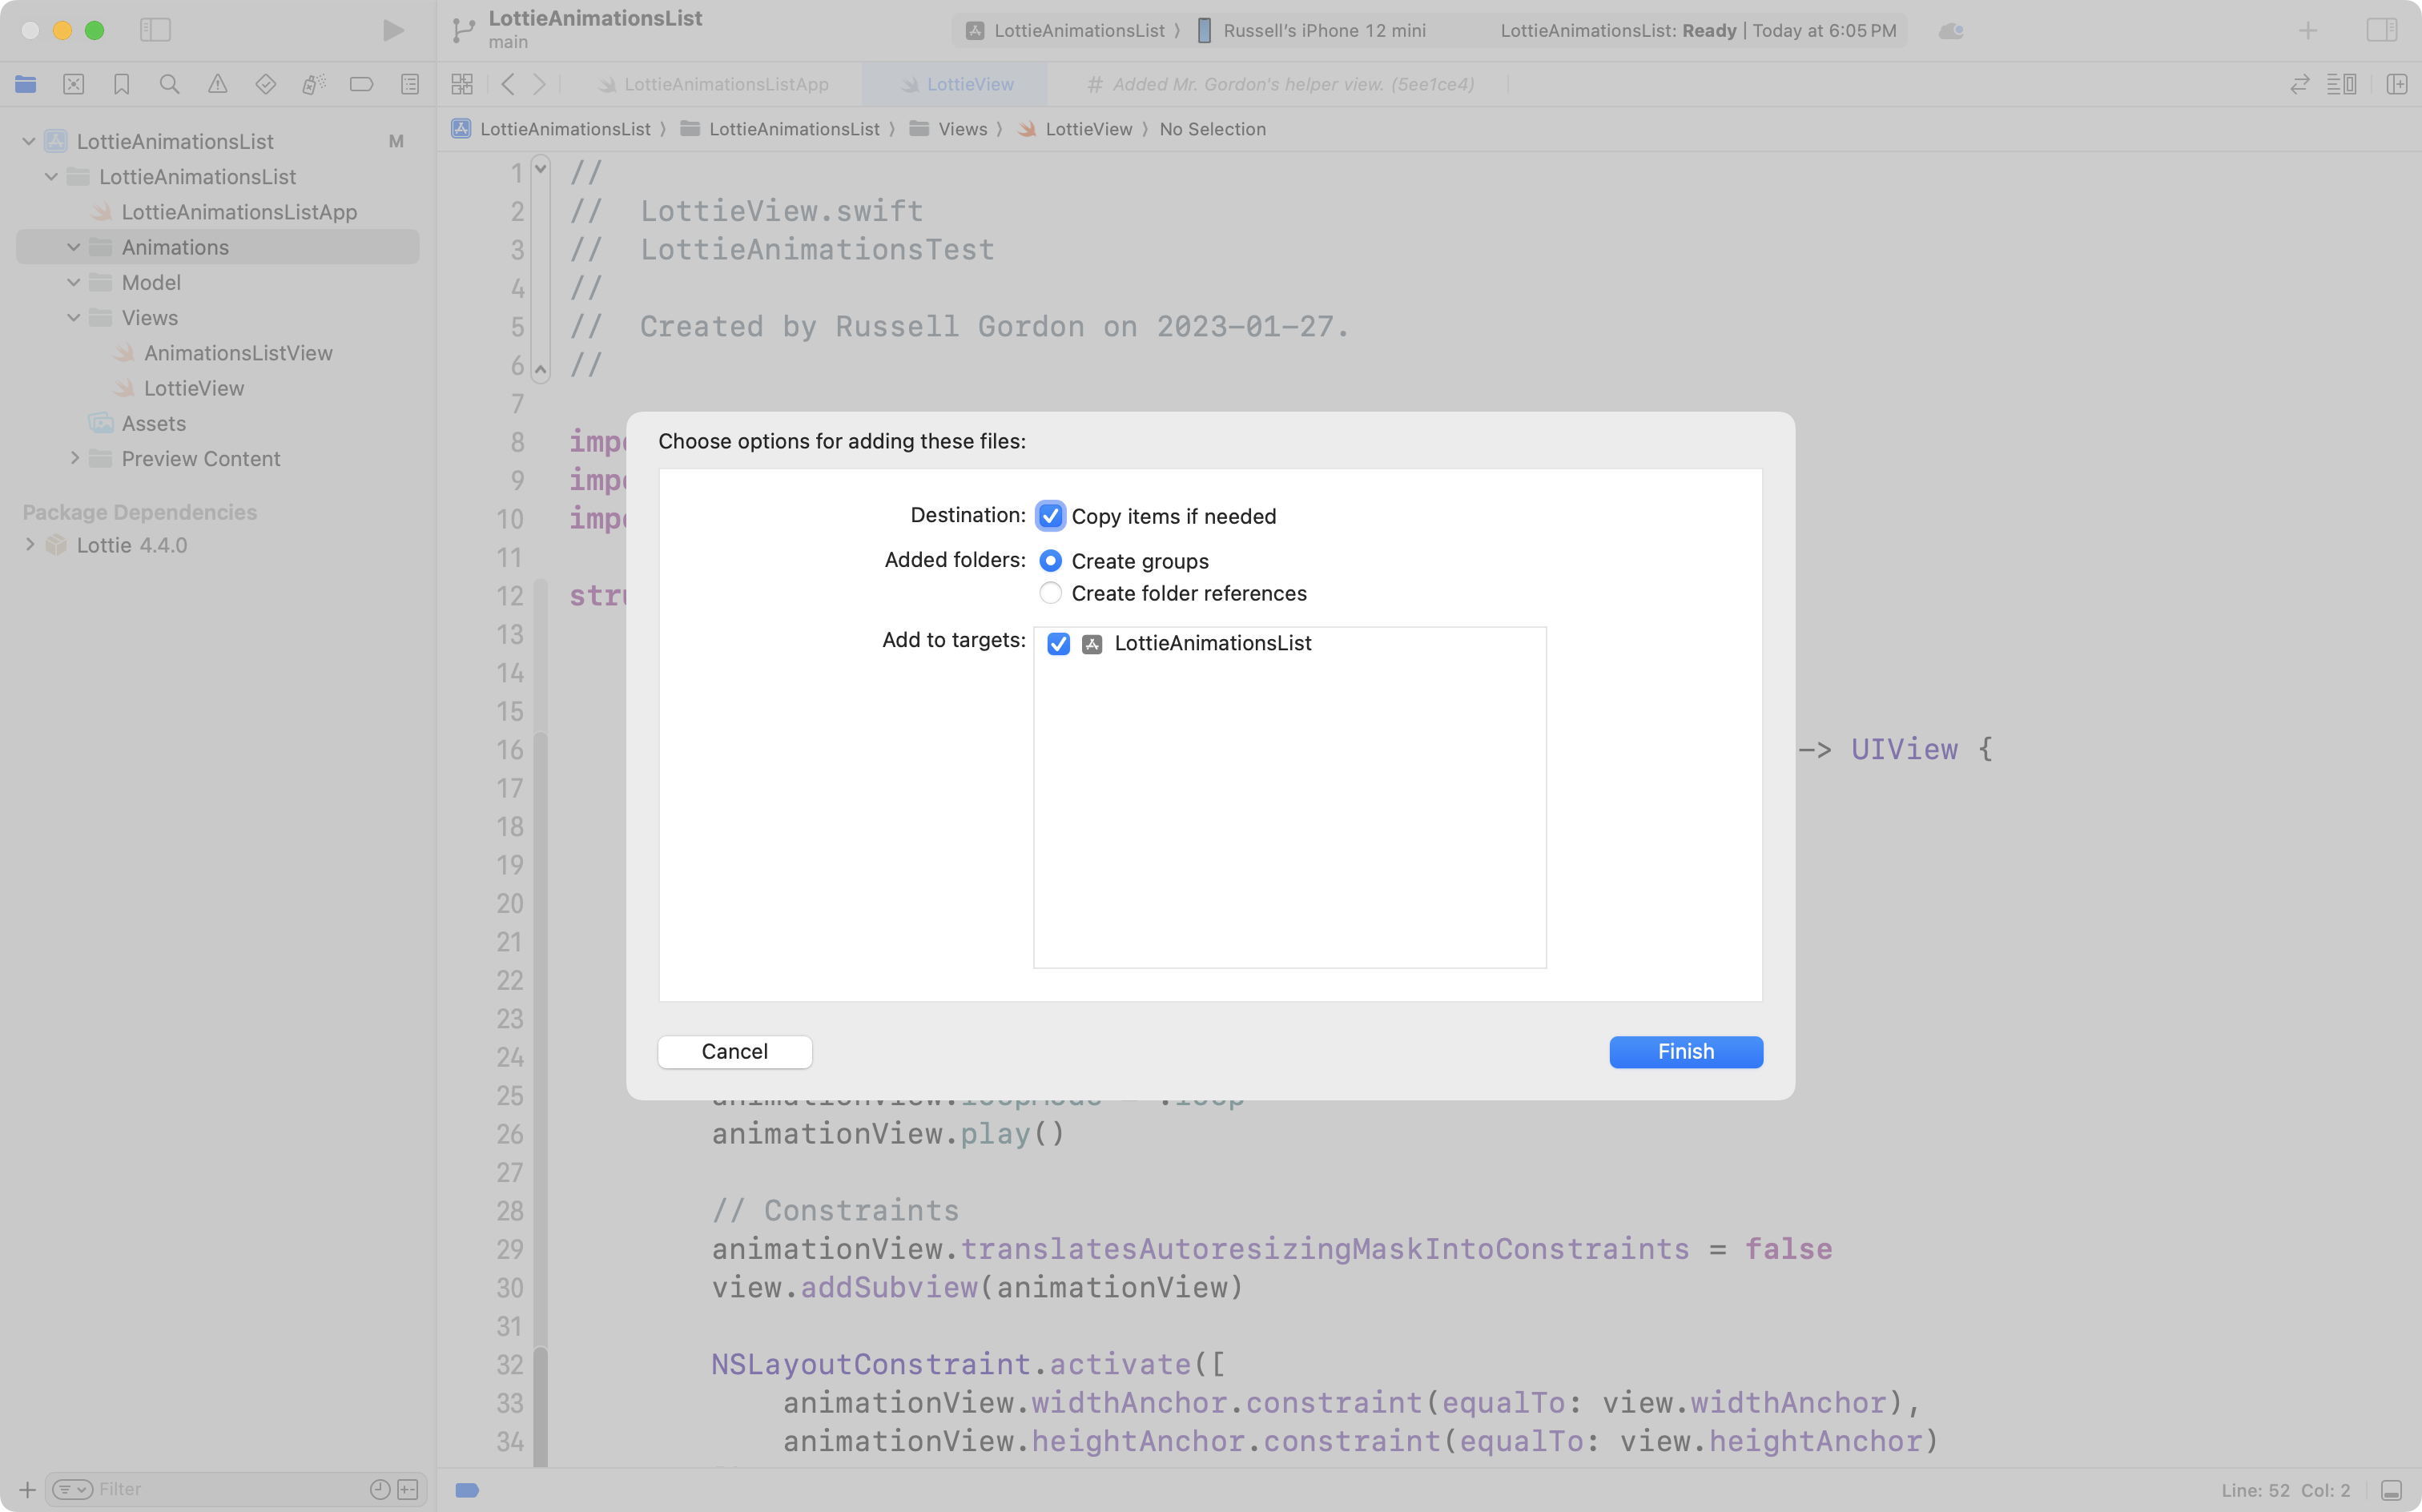 LottieAnimationsList
main
LottieAnimationsList ⟩ Russell’s iPhone 12 mini
LottieAnimationsList: Ready | Today at 6:05 PM
LottieAnimationsListApp
LottieView
# Added Mr. Gordon's helper view. (5ee1ce4)
LottieAnimationsList ⟩ LottieAnimationsList ⟩ Views ⟩ LottieView ⟩ No Selection
LottieAnimationsList M
LottieAnimationsList
LottieAnimationsListApp
Animations
Model
Views
AnimationsListView
LottieView
Assets
Preview Content
Package Dependencies
Lottie 4.4.0
Filter
1 //
2 //  LottieView.swift
3 //  LottieAnimationsTest
4 //
5 //  Created by Russell Gordon on 2023-01-27.
6 //
7
8 imp
9 imp
10 imp
11
12 stru
13
14
15
16 -> UIView {
17
18
19
20
21
22
23
24
25 animationView.loopMode = .loop
26 animationView.play()
27
28 // Constraints
29 animationView.translatesAutoresizingMaskIntoConstraints = false
30 view.addSubview(animationView)
31
32 NSLayoutConstraint.activate([
33 animationView.widthAnchor.constraint(equalTo: view.widthAnchor),
34 animationView.heightAnchor.constraint(equalTo: view.heightAnchor)
Choose options for adding these files:
Destination: Copy items if needed
Added folders: Create groups
Create folder references
Add to targets: LottieAnimationsList
Cancel
Finish
Line: 52 Col: 2